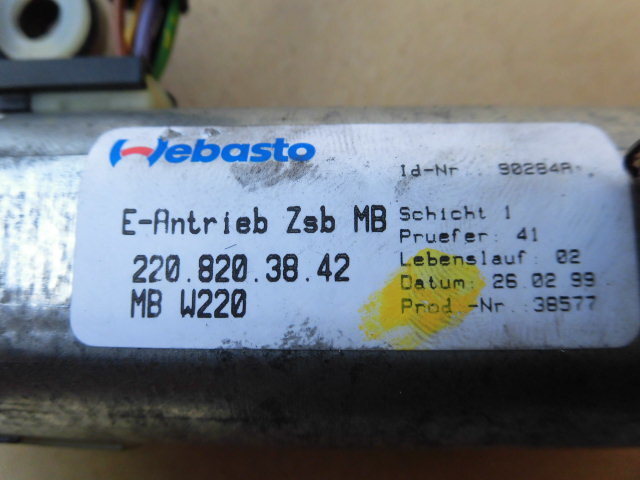 Webasto
E-Antrieb Zsb MB
220.820.38.42
MB W220
Id-Nr.
Schicht 1
Pruefer: 41
Lebenslauf: 02
Datum: 26.02.99
Prod.-Nr.: 38577